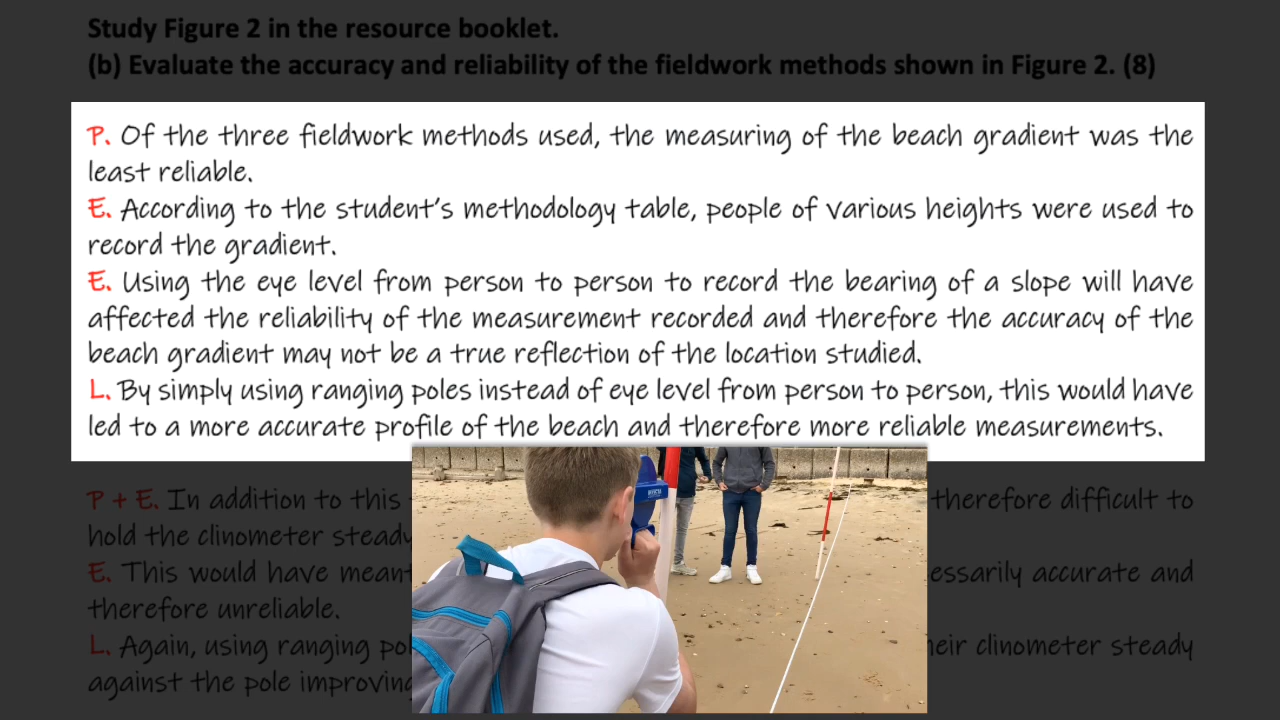 Study Figure 2 in the resource booklet.
(b) Evaluate the accuracy and reliability of the fieldwork methods shown in Figure 2. (8)
P. Of the three fieldwork methods used, the measuring of the beach gradient was the
least reliable.
E. According to the student's methodology table, people of various heights were used to
record the gradient.
E. Using the eye level from person to person to record the bearing of a slope will have
affected the reliability of the measurement recorded and therefore the accuracy of the
beach gradient may not be a true reflection of the location studied.
L. By simply using ranging poles instead of eye level from person to person, this would have
led to a more accurate profile of the beach and therefore more reliable measurements.
P + E. In addition to this therefore difficult to
hold the clinometer steady
E. This would have meant accurate and
therefore unreliable.
L. Again, using ranging clinometer steady
against the pole improving